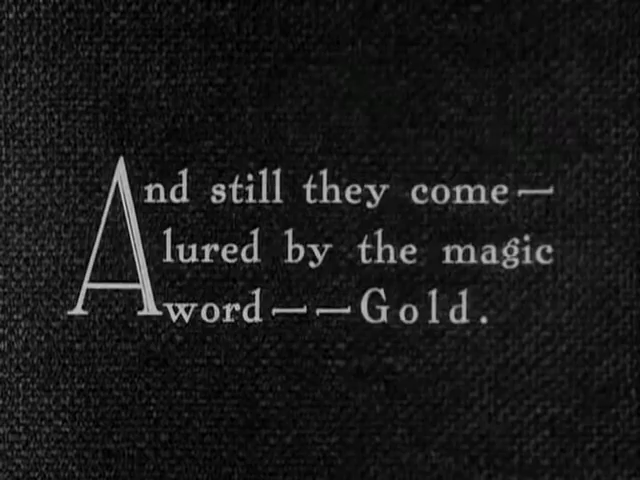 And still they come—
lured by the magic
word——Gold.